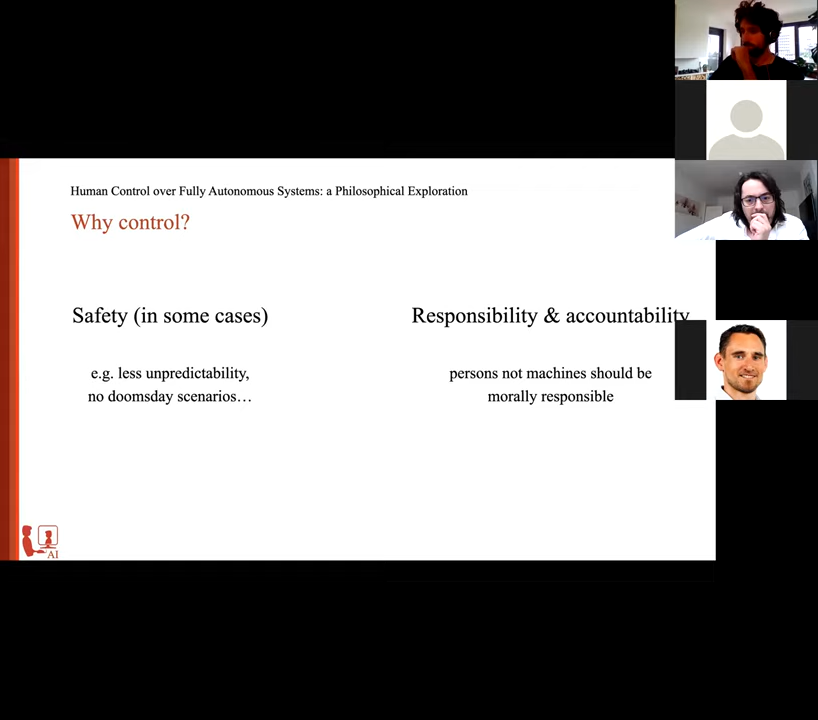 Human Control over Fully Autonomous Systems: a Philosophical Exploration
Why control?
Safety (in some cases)
e.g. less unpredictability,
no doomsday scenarios…
Responsibility & accountability
persons not machines should be
morally responsible
AI